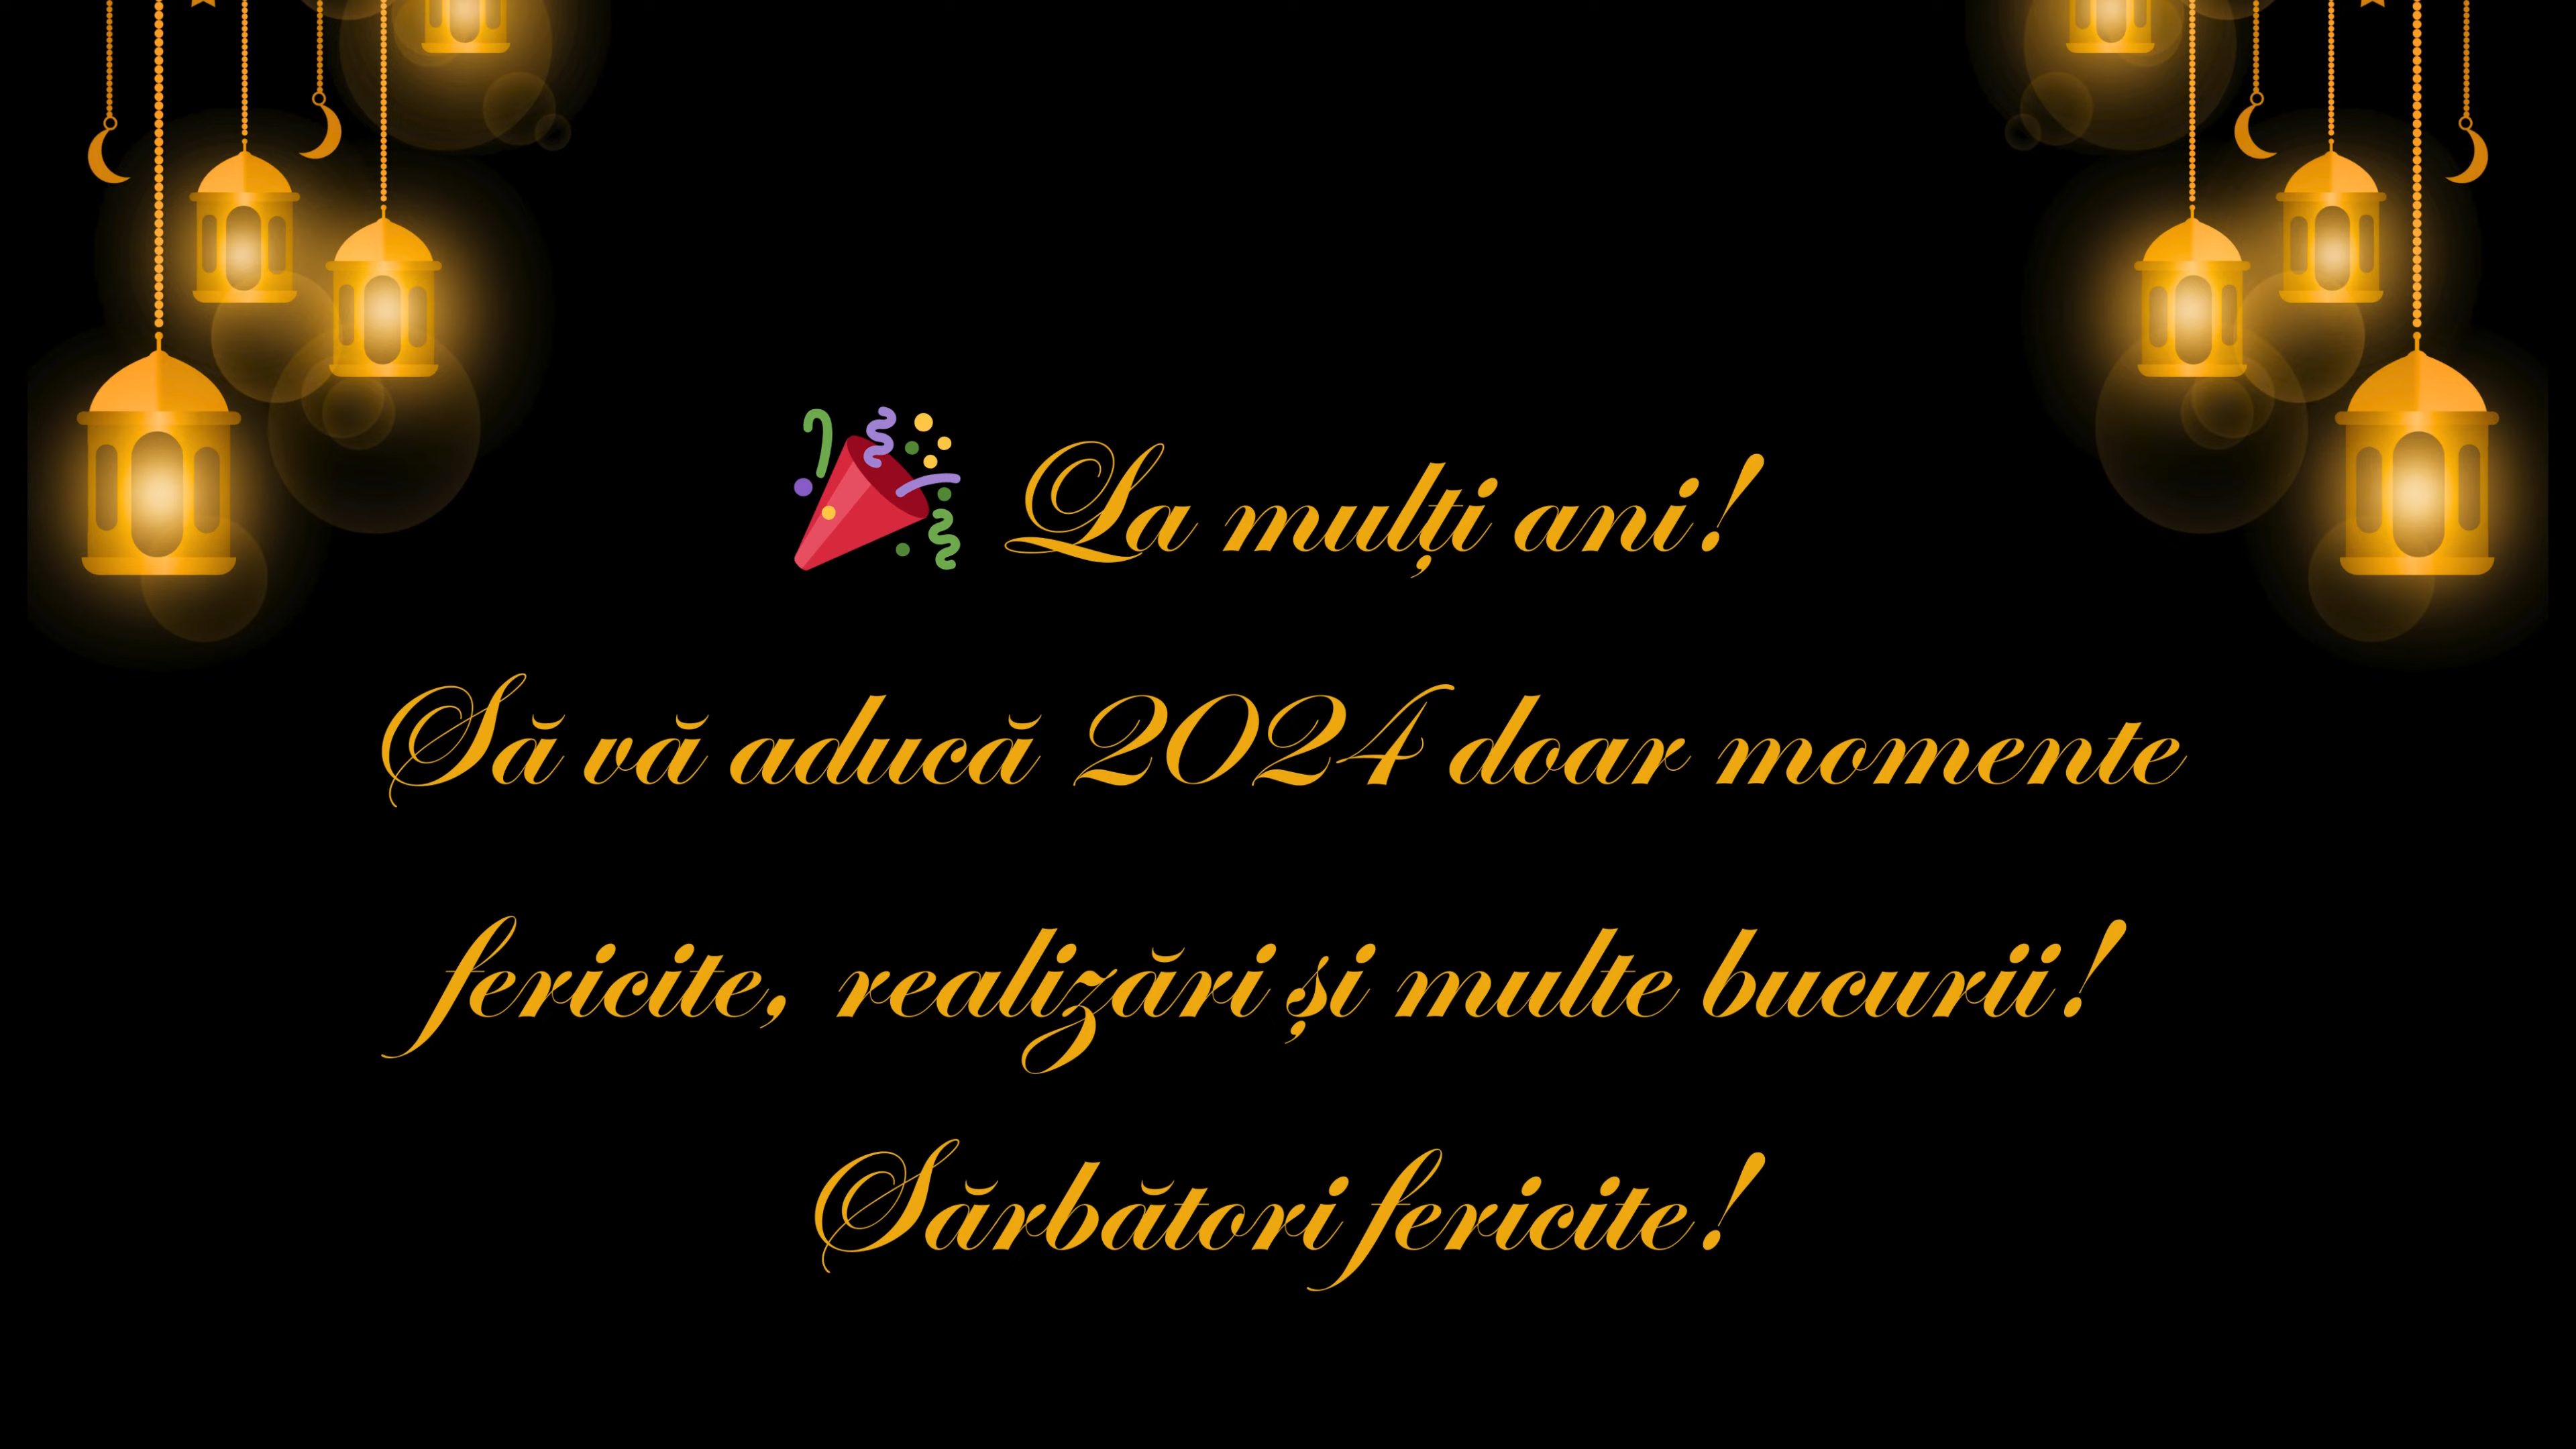 🎉 La mulți ani!
Să vă aducă 2024 doar momente
fericite, realizări și multe bucurii!
Sărbători fericite!